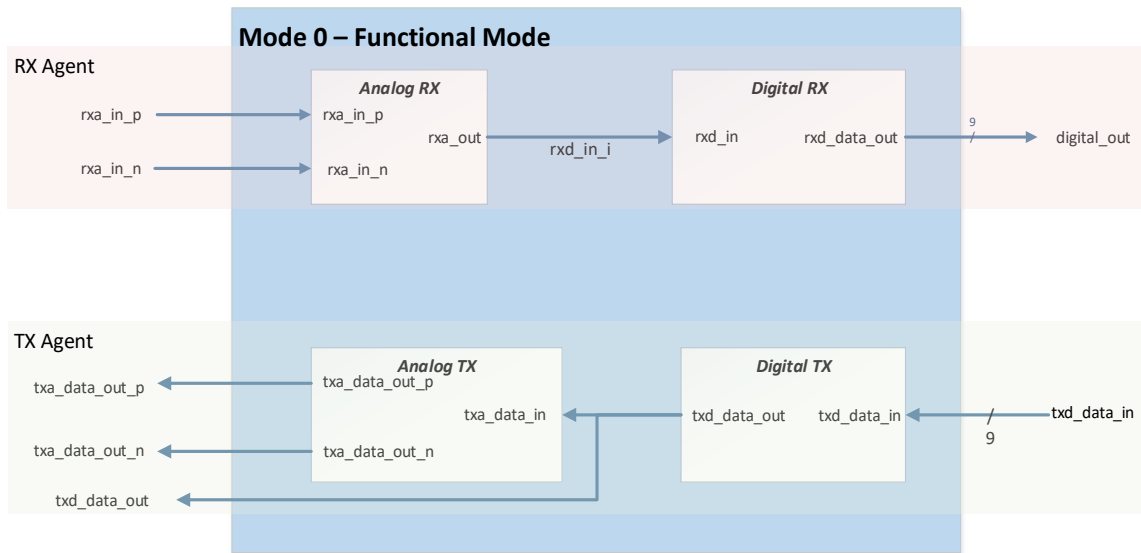 Mode 0 – Functional Mode
RX Agent
Analog RX
Digital RX
rxa_in_p
rxa_in_p
rxa_out
rxd_in_i
rxd_in
rxd_data_out
9
/
digital_out
rxa_in_n
rxa_in_n
TX Agent
Analog TX
Digital TX
txa_data_out_p
txa_data_out_p
txa_data_in
txd_data_out
txd_data_in
/
9
txd_data_in
txa_data_out_n
txa_data_out_n
txd_data_out